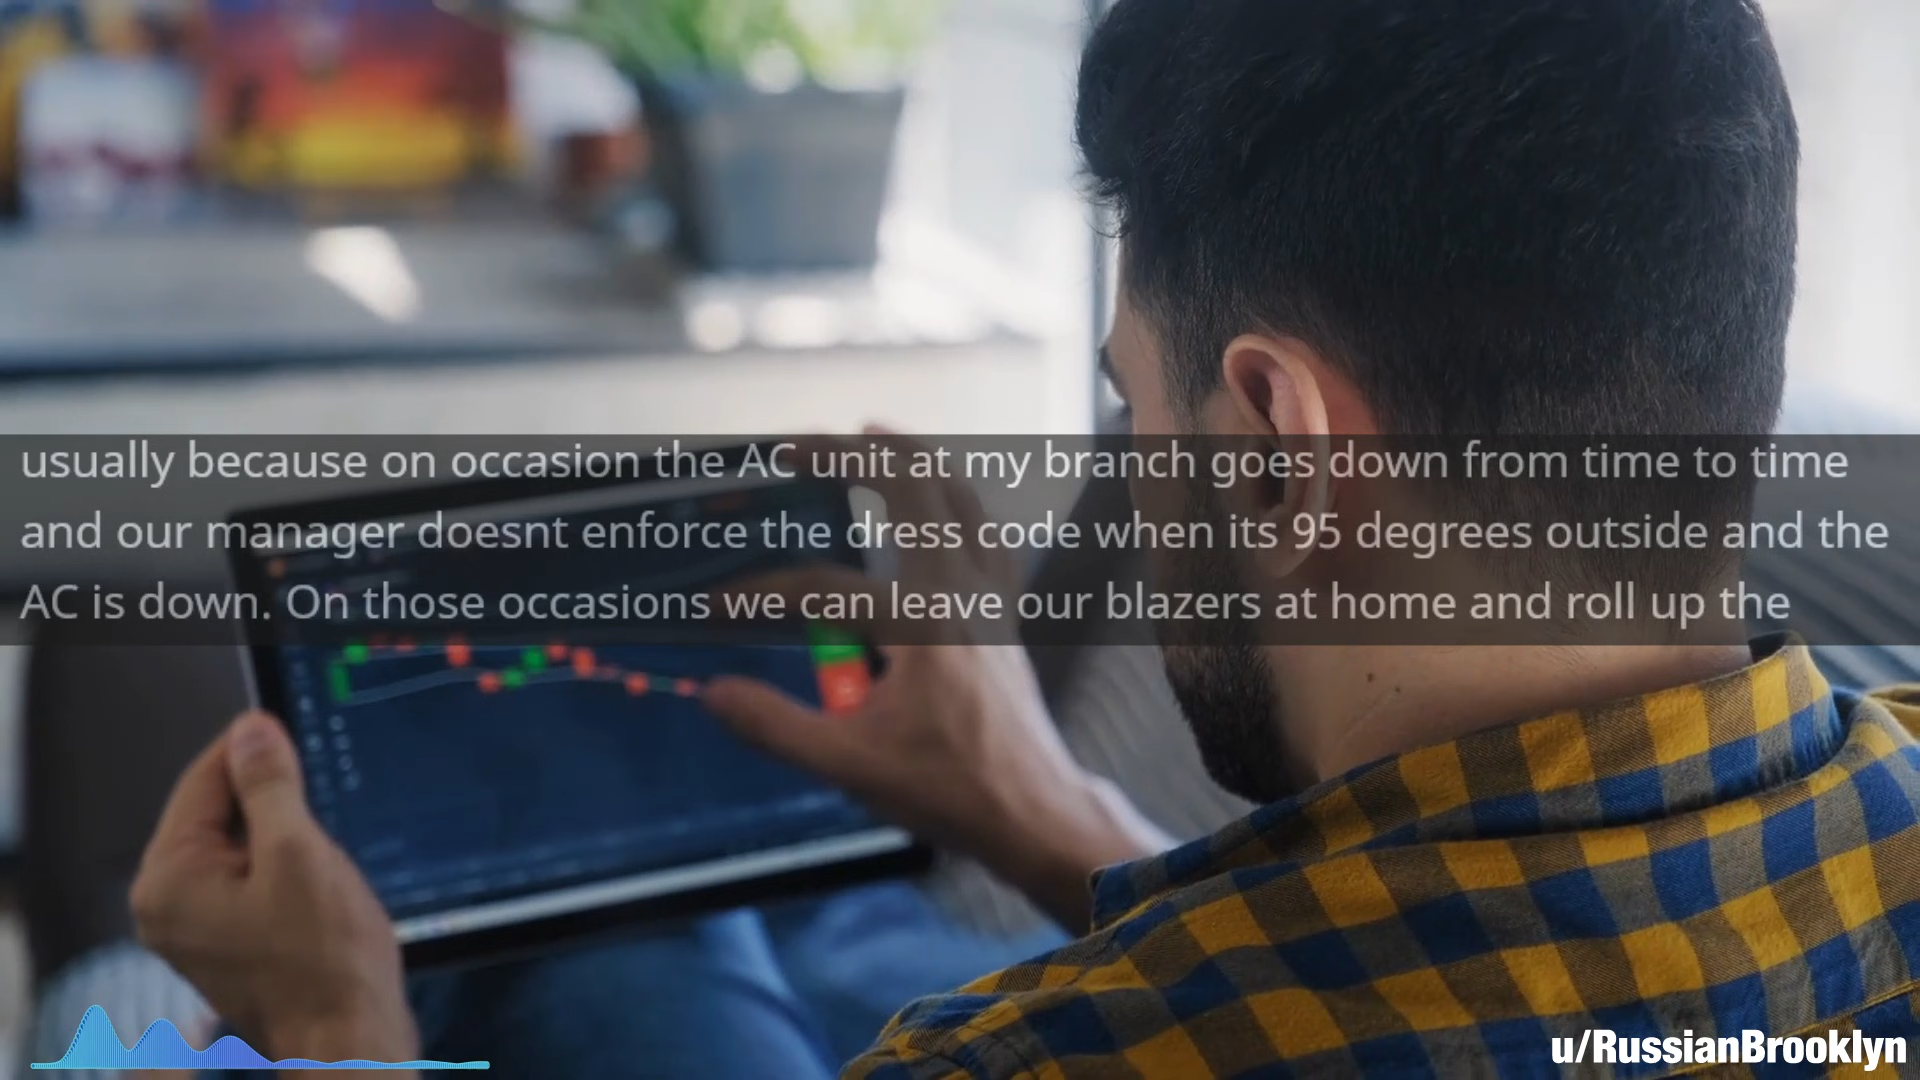 usually because on occasion the AC unit at my branch goes down from time to time
and our manager doesnt enforce the dress code when its 95 degrees outside and the
AC is down. On those occasions we can leave our blazers at home and roll up the
u/RussianBrooklyn